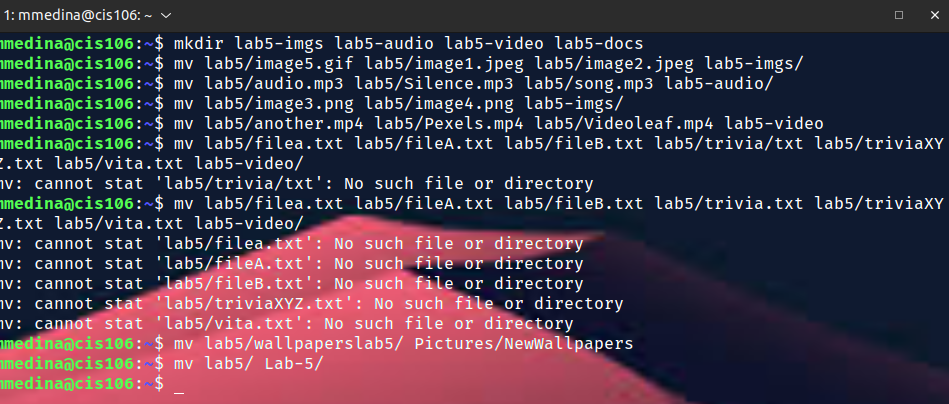 1: mmedina@cis106: ~
mmedina@cis106:~$ mkdir lab5-imgs lab5-audio lab5-video lab5-docs
mmedina@cis106:~$ mv lab5/image5.gif lab5/image1.jpeg lab5/image2.jpeg lab5-imgs/
mmedina@cis106:~$ mv lab5/audio.mp3 lab5/Silence.mp3 lab5/song.mp3 lab5-audio/
mmedina@cis106:~$ mv lab5/image3.png lab5/image4.png lab5-imgs/
mmedina@cis106:~$ mv lab5/another.mp4 lab5/Pexels.mp4 lab5/Videoleaf.mp4 lab5-video
mmedina@cis106:~$ mv lab5/filea.txt lab5/fileA.txt lab5/fileB.txt lab5/trivia/txt lab5/triviaXY
Z.txt lab5/vita.txt lab5-video/
mv: cannot stat 'lab5/trivia/txt': No such file or directory
mmedina@cis106:~$ mv lab5/filea.txt lab5/fileA.txt lab5/fileB.txt lab5/trivia.txt lab5/triviaXY
Z.txt lab5/vita.txt lab5-video/
mv: cannot stat 'lab5/filea.txt': No such file or directory
mv: cannot stat 'lab5/fileA.txt': No such file or directory
mv: cannot stat 'lab5/fileB.txt': No such file or directory
mv: cannot stat 'lab5/triviaXYZ.txt': No such file or directory
mv: cannot stat 'lab5/vita.txt': No such file or directory
mmedina@cis106:~$ mv lab5/wallpaperslab5/ Pictures/NewWallpapers
mmedina@cis106:~$ mv lab5/ Lab-5/
mmedina@cis106:~$ _